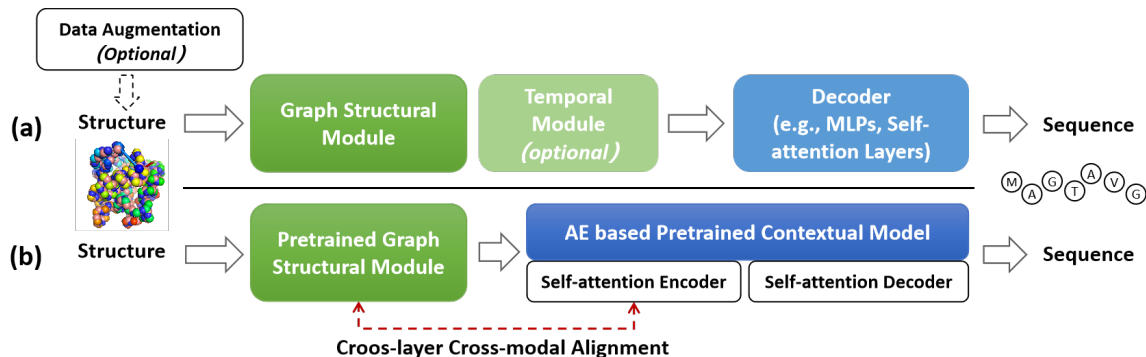 Data Augmentation
(Optional)
(a)
Structure
Graph Structural
Module
Temporal
Module
(optional)
Decoder
(e.g., MLPs, Self-
attention Layers)
Sequence
M A G T A V G
(b)
Structure
Pretrained Graph
Structural Module
AE based Pretrained Contextual Model
Self-attention Encoder
Self-attention Decoder
Sequence
Croos-layer Cross-modal Alignment